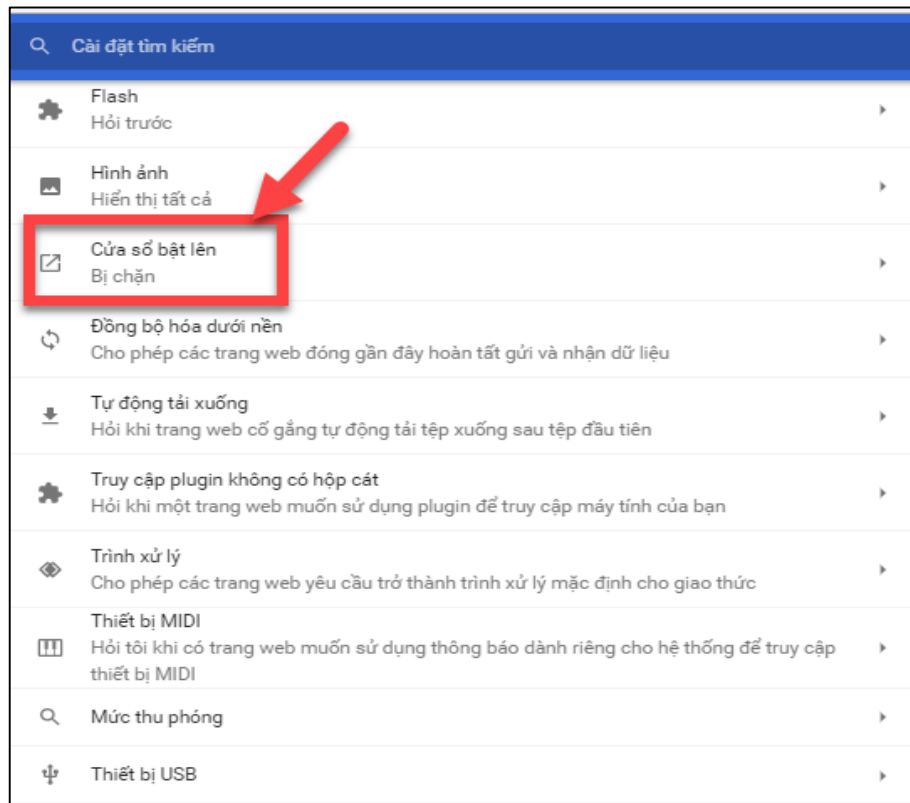 Cài đặt tìm kiếm
Flash
Hỏi trước
Hình ảnh
Hiển thị tất cả
Cửa sổ bật lên
Bị chặn
Đồng bộ hóa dưới nền
Cho phép các trang web đóng gần đây hoàn tất gửi và nhận dữ liệu
Tự động tải xuống
Hỏi khi trang web cố gắng tự động tải tệp xuống sau tệp đầu tiên
Truy cập plugin không có hộp cát
Hỏi khi một trang web muốn sử dụng plugin để truy cập máy tính của bạn
Trình xử lý
Cho phép các trang web yêu cầu trở thành trình xử lý mặc định cho giao thức
Thiết bị MIDI
Hỏi tôi khi có trang web muốn sử dụng thông báo dành riêng cho hệ thống để truy cập
thiết bị MIDI
Mức thu phóng
Thiết bị USB